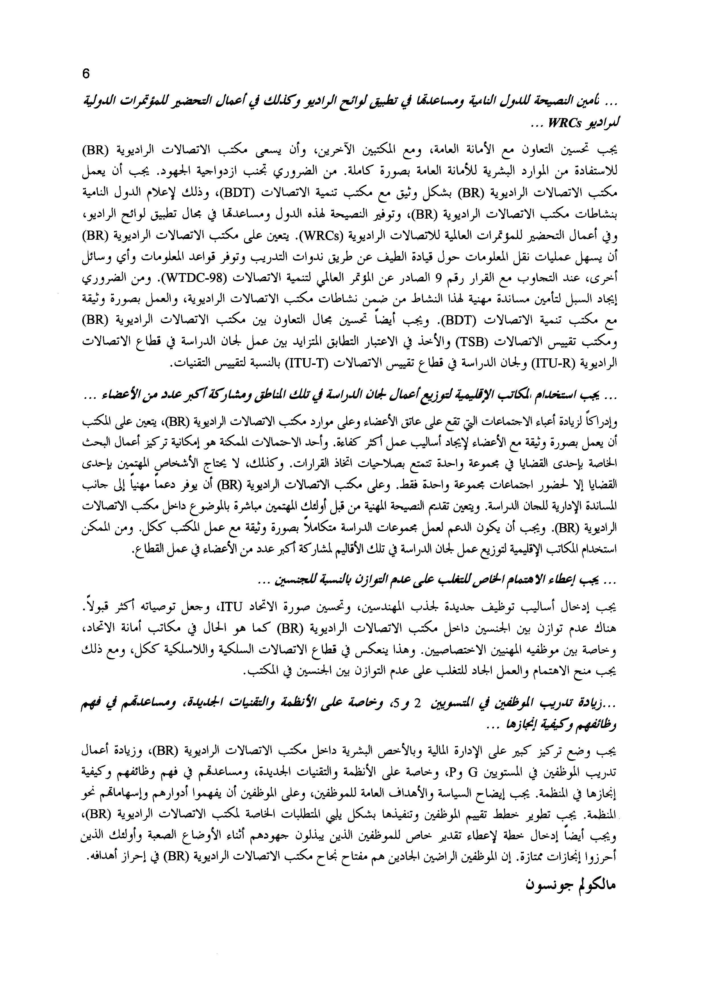 6
... تأمين النصيحة للدول النامية ومساعدتها في تطبيق لوائح الراديو وكذلك في أعمال التحضير للمؤتمرات الدولية
للراديو WRCs ...
يجب تحسين التعاون مع الأمانة العامة، ومع المكتبين الآخرين، وأن يسعى مكتب الاتصالات الراديوية (BR)
للاستفادة من الموارد البشرية للأمانة العامة بصورة كاملة. من الضروري تجنب ازدواجية الجهود. يجب أن يعمل
مكتب الاتصالات الراديوية (BR) بشكل وثيق مع مكتب تنمية الاتصالات (BDT)، وذلك لإعلام الدول النامية
بنشاطات مكتب الاتصالات الراديوية (BR)، وتوفير النصيحة لهذه الدول ومساعدتها في مجال تطبيق لوائح الراديو،
وفي أعمال التحضير للمؤتمرات العالمية للاتصالات الراديوية (WRCs). يتعين على مكتب الاتصالات الراديوية (BR)
أن يسهل عمليات نقل المعلومات حول قيادة الطيف عن طريق ندوات التدريب وتوفر قواعد المعلومات وأي وسائل
أخرى، عند التجاوب مع القرار رقم 9 الصادر عن المؤتمر العالمي لتنمية الاتصالات (WTDC-98). ومن الضروري
إيجاد السبل لتأمين مساندة مهنية لهذا النشاط من ضمن نشاطات مكتب الاتصالات الراديوية، والعمل بصورة وثيقة
مع مكتب تنمية الاتصالات (BDT). ويجب أيضاً تحسين مجال التعاون بين مكتب الاتصالات الراديوية (BR)
ومكتب تقييس الاتصالات (TSB) والأخذ في الاعتبار التطابق المتزايد بين عمل لجان الدراسة في قطاع الاتصالات
الراديوية (ITU-R) ولجان الدراسة في قطاع تقييس الاتصالات (ITU-T) بالنسبة لتقييس التقنيات.
... يجب استخدام المكاتب الإقليمية لتوزيع أعمال لجان الدراسة في تلك المناطق ومشاركة أكبر عدد من الأعضاء ...
وإدراكاً لزيادة أعباء الاجتماعات التي تقع على عاتق الأعضاء وعلى موارد مكتب الاتصالات الراديوية (BR)، يتعين على المكتب
أن يعمل بصورة وثيقة مع الأعضاء لإيجاد أساليب عمل أكثر كفاءة. وأحد الاحتمالات الممكنة هو إمكانية تركيز أعمال البحث
الخاصة بإحدى القضايا في مجموعة واحدة تتمتع بصلاحيات اتخاذ القرارات. وكذلك، لا يحتاج الأشخاص المهتمين بإحدى
القضايا إلا لحضور اجتماعات مجموعة واحدة فقط. وعلى مكتب الاتصالات الراديوية (BR) أن يوفر دعماً مهنياً إلى جانب
المساندة الإدارية للجان الدراسة. ويتعين تقديم النصيحة المهنية من قبل أولئك المهتمين مباشرة بالموضوع داخل مكتب الاتصالات
الراديوية (BR). ويجب أن يكون الدعم لعمل مجموعات الدراسة متكاملاً بصورة وثيقة مع عمل المكتب ككل. ومن الممكن
استخدام المكاتب الإقليمية لتوزيع عمل لجان الدراسة في تلك الأقاليم لمشاركة أكبر عدد من الأعضاء في عمل القطاع.
... يجب إعطاء الاهتمام الخاص للتغلب على عدم التوازن بالنسبة للجنسين ...
يجب إدخال أساليب توظيف جديدة لجذب المهندسين، وتحسين صورة الاتحاد ITU، وجعل توصياته أكثر قبولاً.
هناك عدم توازن بين الجنسين داخل مكتب الاتصالات الراديوية (BR) كما هو الحال في مكاتب أمانة الاتحاد،
وخاصة بين موظفيه المهنيين الاختصاصيين. وهذا ينعكس في قطاع الاتصالات السلكية واللاسلكية ككل، ومع ذلك
يجب منح الاهتمام والعمل الجاد للتغلب على عدم التوازن بين الجنسين في المكتب.
...زيادة تدريب الموظفين في المتسويين 2 و5، وخاصة على الأنظمة والتقنيات الجديدة، ومساعدتهم في فهم
وظائفهم وكيفية إنجازها ...
يجب وضع تركيز كبير على الإدارة المالية وبالأخص البشرية داخل مكتب الاتصالات الراديوية (BR)، وزيادة أعمال
تدريب الموظفين في المستويين G وP، وخاصة على الأنظمة والتقنيات الجديدة، ومساعدتهم في فهم وظائفهم وكيفية
إنجازها في المنظمة. يجب إيضاح السياسة والأهداف العامة للموظفين، وعلى الموظفين أن يفهموا أدوارهم وإسهاماتهم نحو
المنظمة. يجب تطوير خطط تقييم الموظفين وتنفيذها بشكل يلبي المتطلبات الخاصة لمكتب الاتصالات الراديوية (BR)،
ويجب أيضاً إدخال خطة لإعطاء تقدير خاص للموظفين الذين يبذلون جهودهم أثناء الأوضاع الصعبة وأولئك الذين
أحرزوا إنجازات ممتازة. إن الموظفين الراضين الجادين هم مفتاح نجاح مكتب الاتصالات الراديوية (BR) في إحراز أهدافه.
مالكولم جونسون